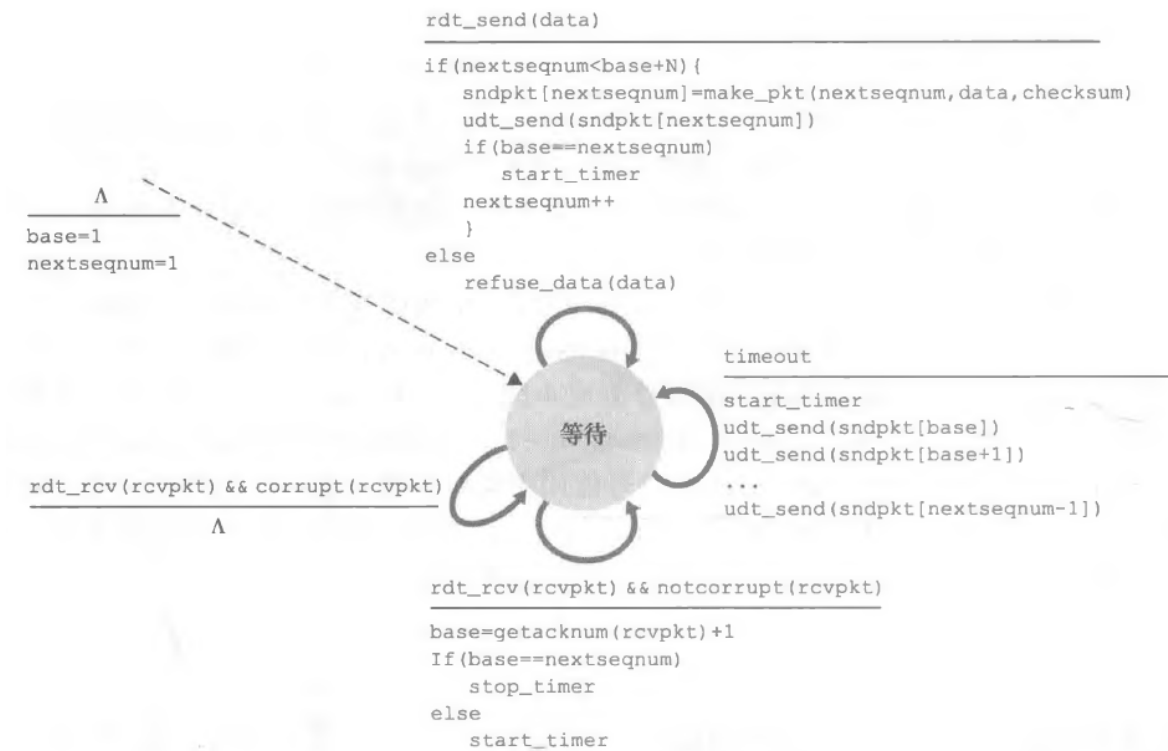 rdt_send(data)
if(nextseqnum<base+N){
sndpkt[nextseqnum]=make_pkt(nextseqnum,data,checksum)
udt_send(sndpkt[nextseqnum])
if(base==nextseqnum)
start_timer
nextseqnum++
}
else
refuse_data(data)
Λ
base=1
nextseqnum=1
等待
timeout
start_timer
udt_send(sndpkt[base])
udt_send(sndpkt[base+1])
...
udt_send(sndpkt[nextseqnum-1])
rdt_rcv(rcvpkt) && corrupt(rcvpkt)
Λ
rdt_rcv(rcvpkt) && notcorrupt(rcvpkt)
base=getacknum(rcvpkt)+1
If(base==nextseqnum)
stop_timer
else
start_timer